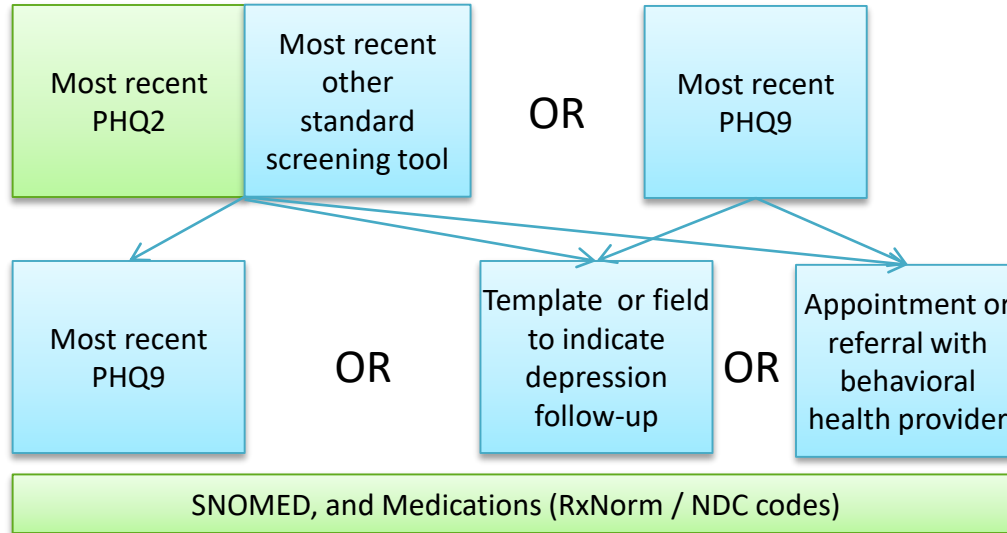 Most recent
PHQ2
Most recent
other
standard
screening tool
OR
Most recent
PHQ9
Most recent
PHQ9
OR
Template or field
to indicate
depression
follow-up
OR
Appointment or
referral with
behavioral
health provider
SNOMED, and Medications (RxNorm / NDC codes)